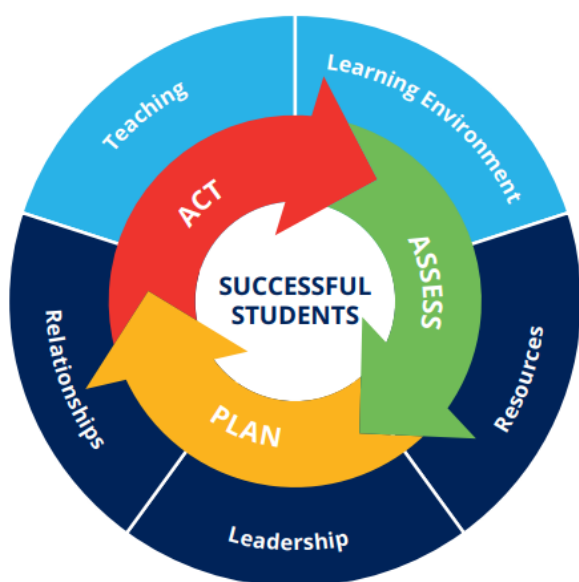 Teaching
Learning Environment
ACT
ASSESS
SUCCESSFUL
STUDENTS
Relationships
Resources
PLAN
Leadership